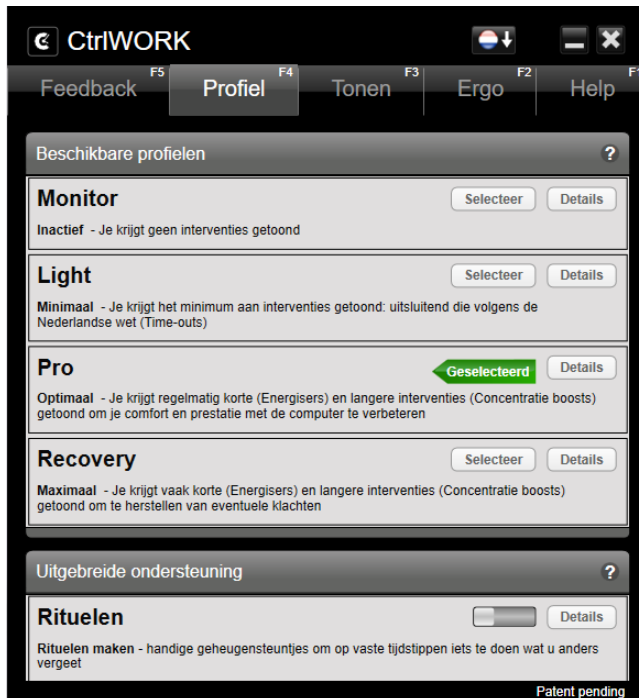 CtrlWORK
Feedback F5 Profiel F4 Tonen F3 Ergo F2 Help
Beschikbare profielen ?
Monitor Selecteer Details
Inactief - Je krijgt geen interventies getoond
Light Selecteer Details
Minimaal - Je krijgt het minimum aan interventies getoond: uitsluitend die volgens de
Nederlandse wet (Time-outs)
Pro Geselecteerd Details
Optimaal - Je krijgt regelmatig korte (Energisers) en langere interventies (Concentratie boosts)
getoond om je comfort en prestatie met de computer te verbeteren
Recovery Selecteer Details
Maximaal - Je krijgt vaak korte (Energisers) en langere interventies (Concentratie boosts)
getoond om te herstellen van eventuele klachten
Uitgebreide ondersteuning ?
Rituelen Details
Rituelen maken - handige geheugensteuntjes om op vaste tijdstippen iets te doen wat u anders
vergeet
Patent pending